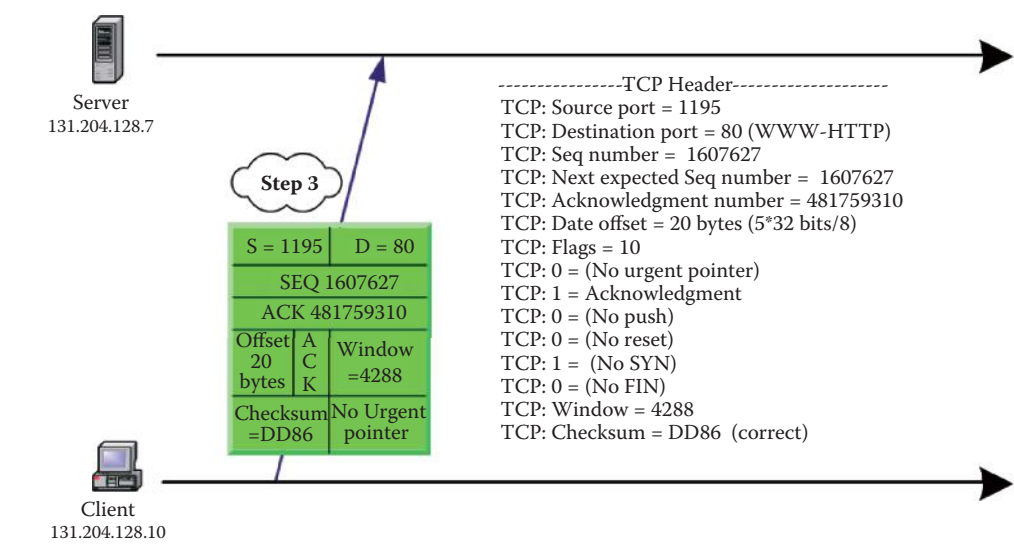 Server
131.204.128.7
Step 3
S = 1195 D = 80
SEQ 1607627
ACK 481759310
Offset
20
bytes
A
C
K
Window
=4288
Checksum
=DD86
No Urgent
pointer
Client
131.204.128.10
-----------------TCP Header--------------------
TCP: Source port = 1195
TCP: Destination port = 80 (WWW-HTTP)
TCP: Seq number = 1607627
TCP: Next expected Seq number = 1607627
TCP: Acknowledgment number = 481759310
TCP: Date offset = 20 bytes (5*32 bits/8)
TCP: Flags = 10
TCP: 0 = (No urgent pointer)
TCP: 1 = Acknowledgment
TCP: 0 = (No push)
TCP: 0 = (No reset)
TCP: 1 = (No SYN)
TCP: 0 = (No FIN)
TCP: Window = 4288
TCP: Checksum = DD86 (correct)